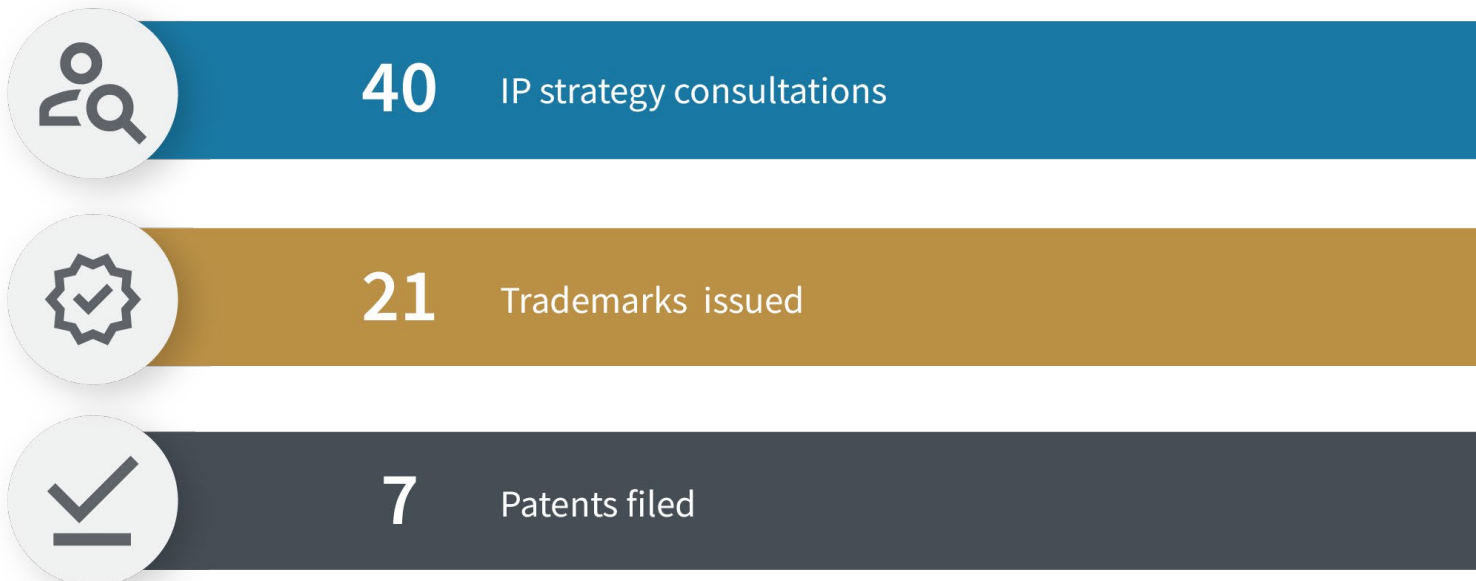 40 IP strategy consultations
21 Trademarks issued
7 Patents filed